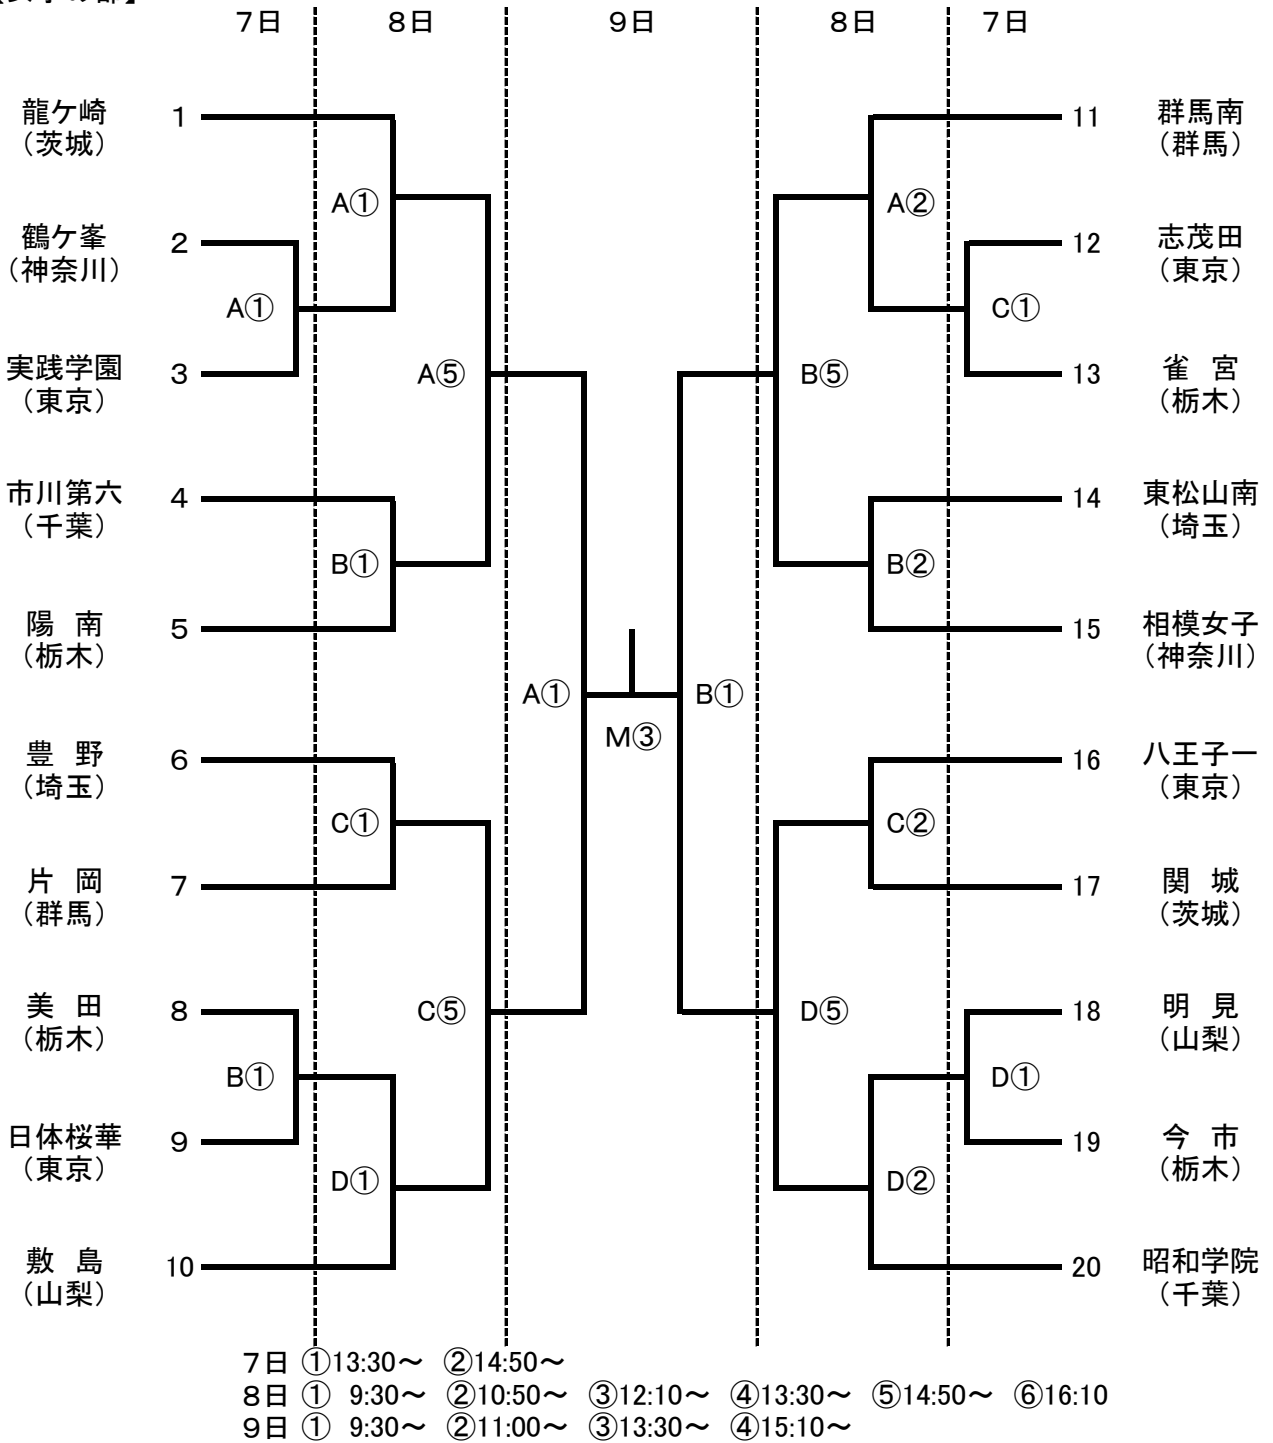 7日 8日 9日 8日 7日
龍ケ崎 1 11 群馬南
（茨城） （群馬）
A① A②
鶴ケ峯 2 12 志茂田
（神奈川） （東京）
A① C①
実践学園 3 A⑤ B⑤ 13 雀 宮
（東京） （栃木）
市川第六 4 14 東松山南
（千葉） （埼玉）
B① B②
陽 南 5 15 相模女子
（栃木） （神奈川）
A① B①
M③
豊 野 6 16 八王子一
（埼玉） （東京）
C① C②
片 岡 7 17 関 城
（群馬） （茨城）
美 田 8 C⑤ D⑤ 18 明 見
（栃木） （山梨）
B① D①
日体桜華 9 19 今 市
（東京） （栃木）
D① D②
敷 島 10 20 昭和学院
（山梨） （千葉）
7日 ①13:30～ ②14:50～
8日 ① 9:30～ ②10:50～ ③12:10～ ④13:30～ ⑤14:50～ ⑥16:10
9日 ① 9:30～ ②11:00～ ③13:30～ ④15:10～